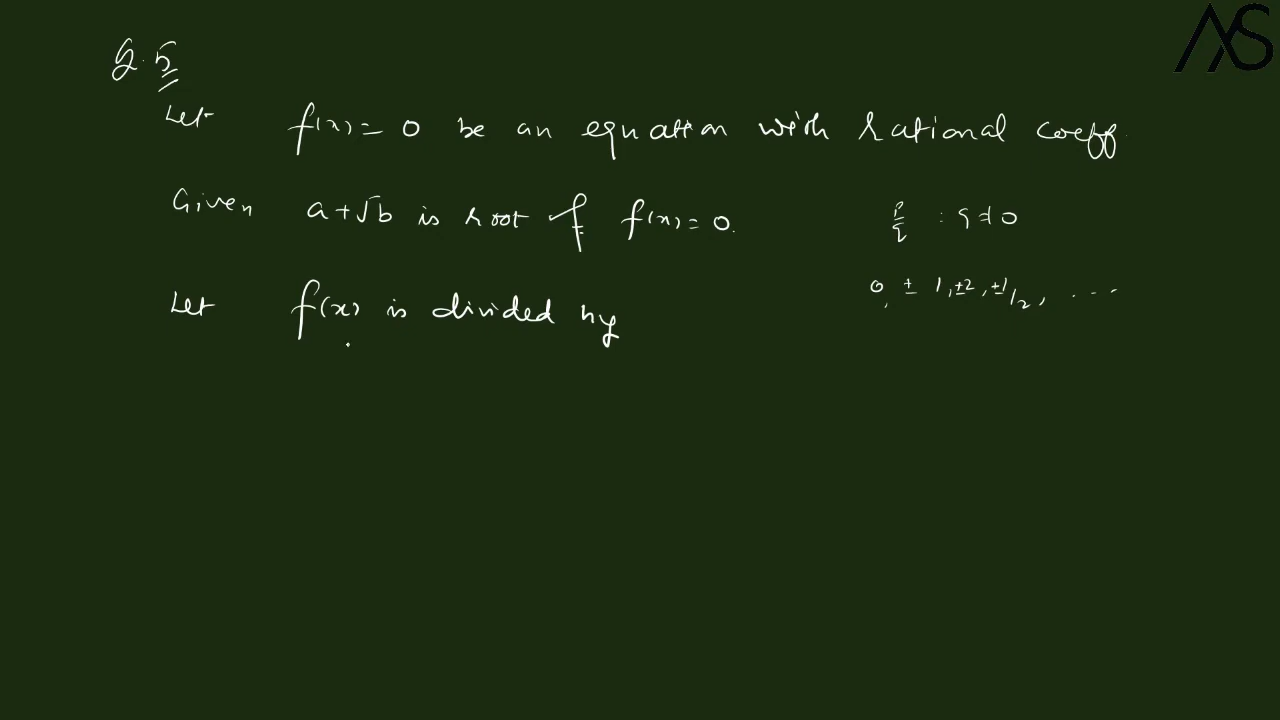 NS
Q.5
Let f(x) = 0 be an equation with rational coeff.
Given a+√b is root of f(x) = 0.
p/q : q ≠ 0
0, ± 1, ±2, ±1/2, ....
Let f(x) is divided by